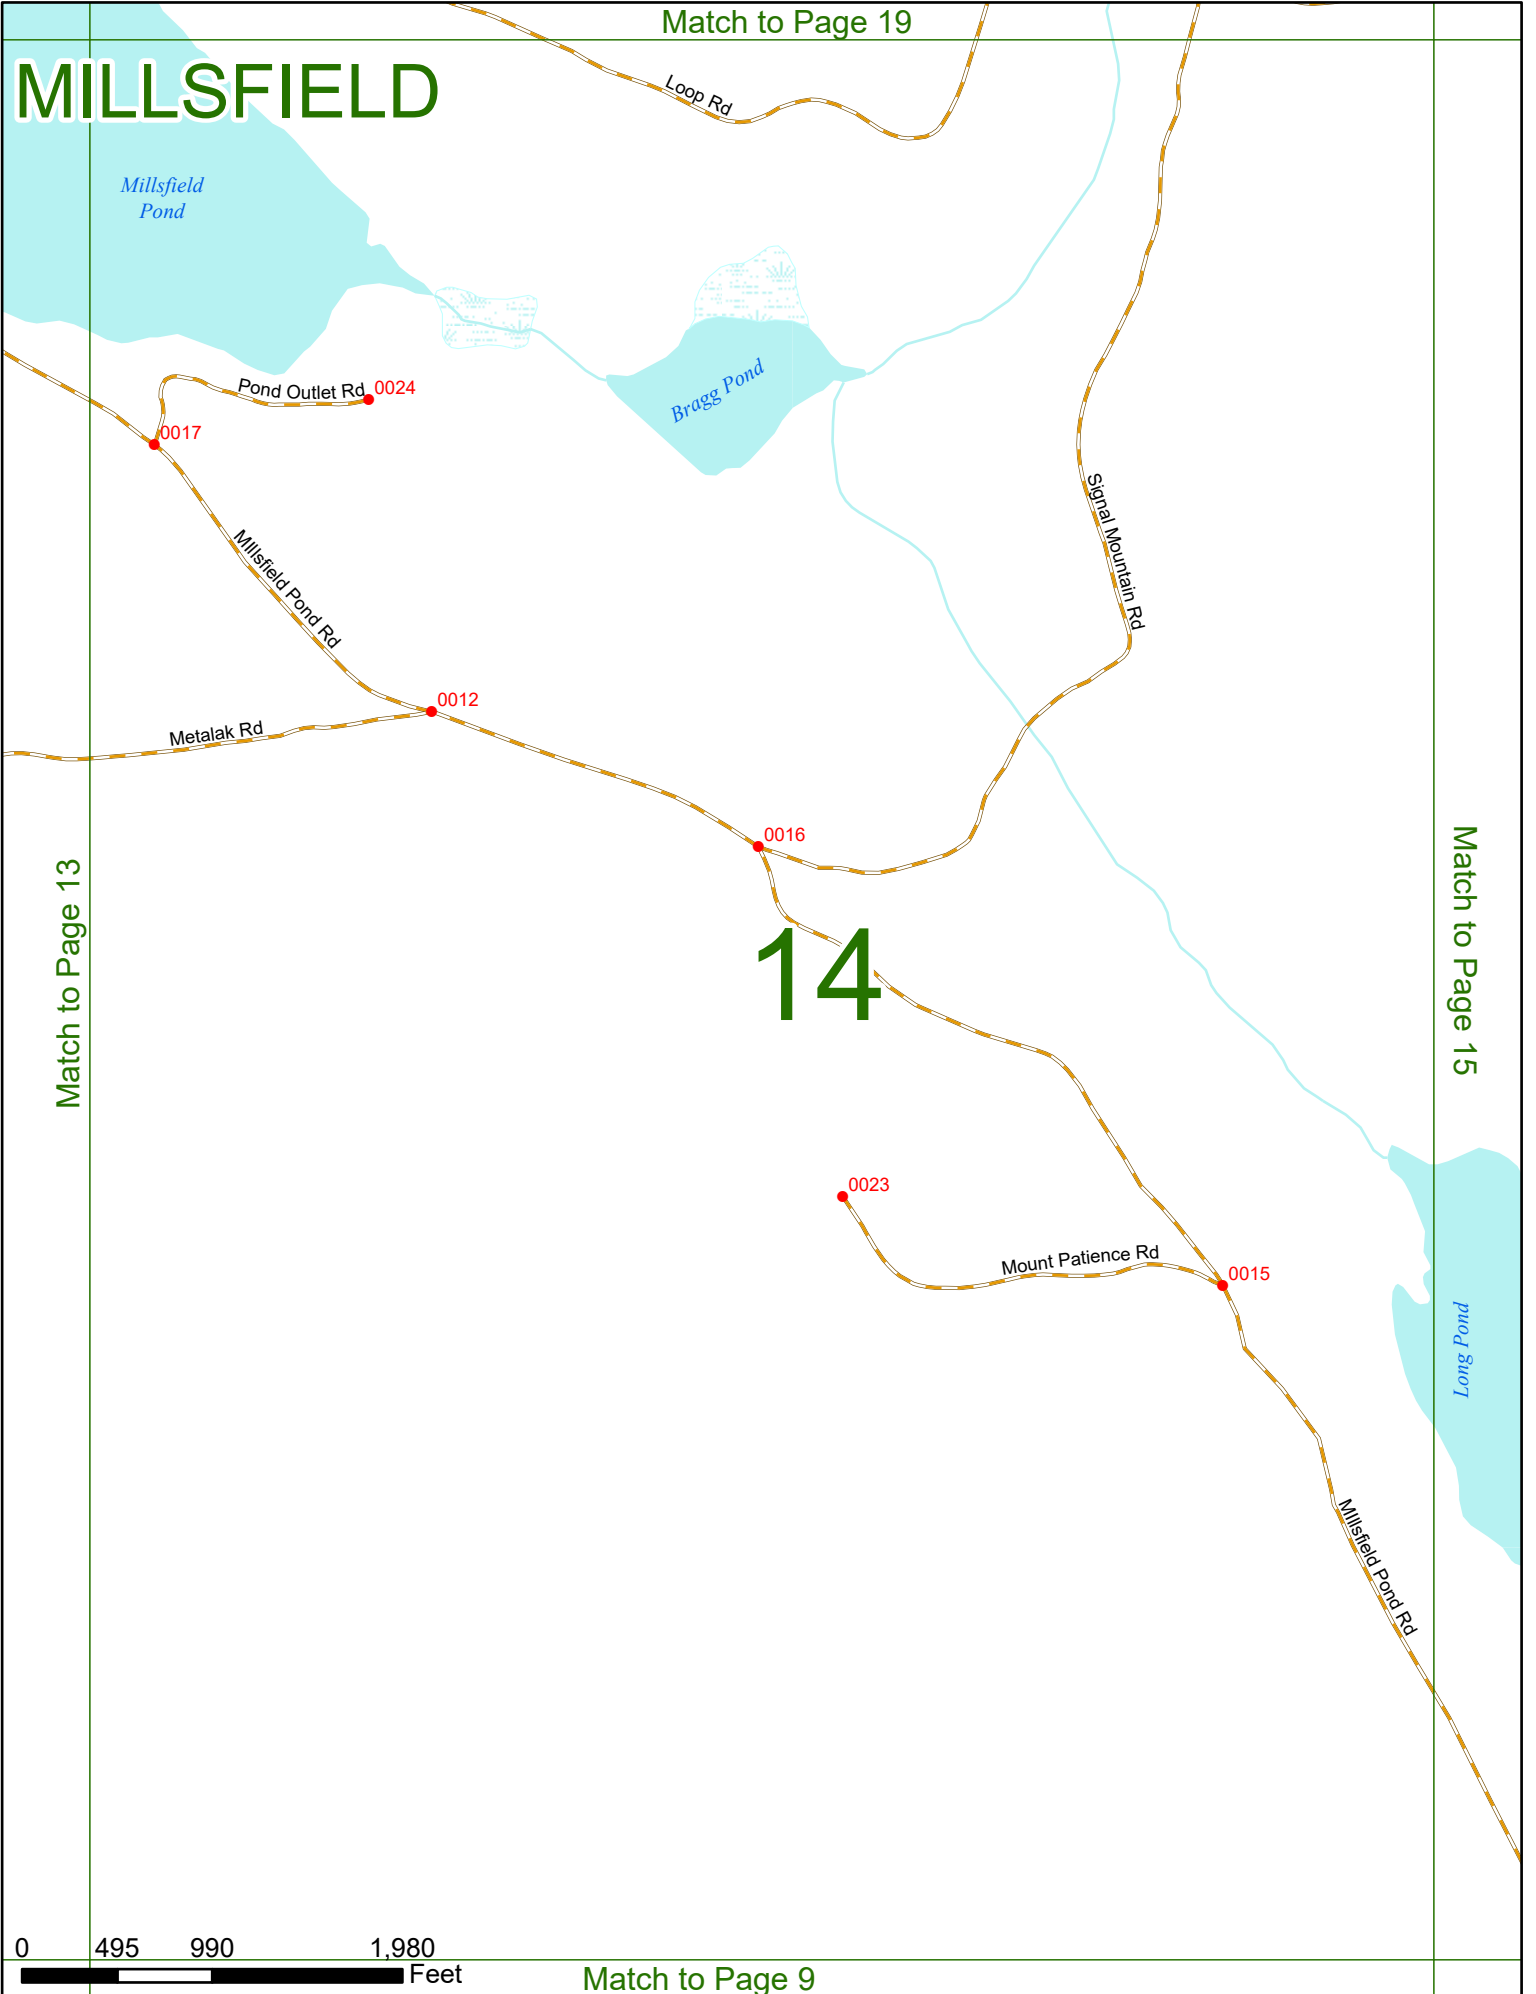 Match to Page 19
MILLSFIELD
Loop Rd
Millsfield
Pond
Bragg Pond
Pond Outlet Rd
0024
0017
Signal Mountain Rd
Millsfield Pond Rd
0012
Metalak Rd
0016
Match to Page 13
14
Match to Page 15
0023
Mount Patience Rd
0015
Long Pond
Millsfield Pond Rd
0 495 990 1,980
Feet
Match to Page 9